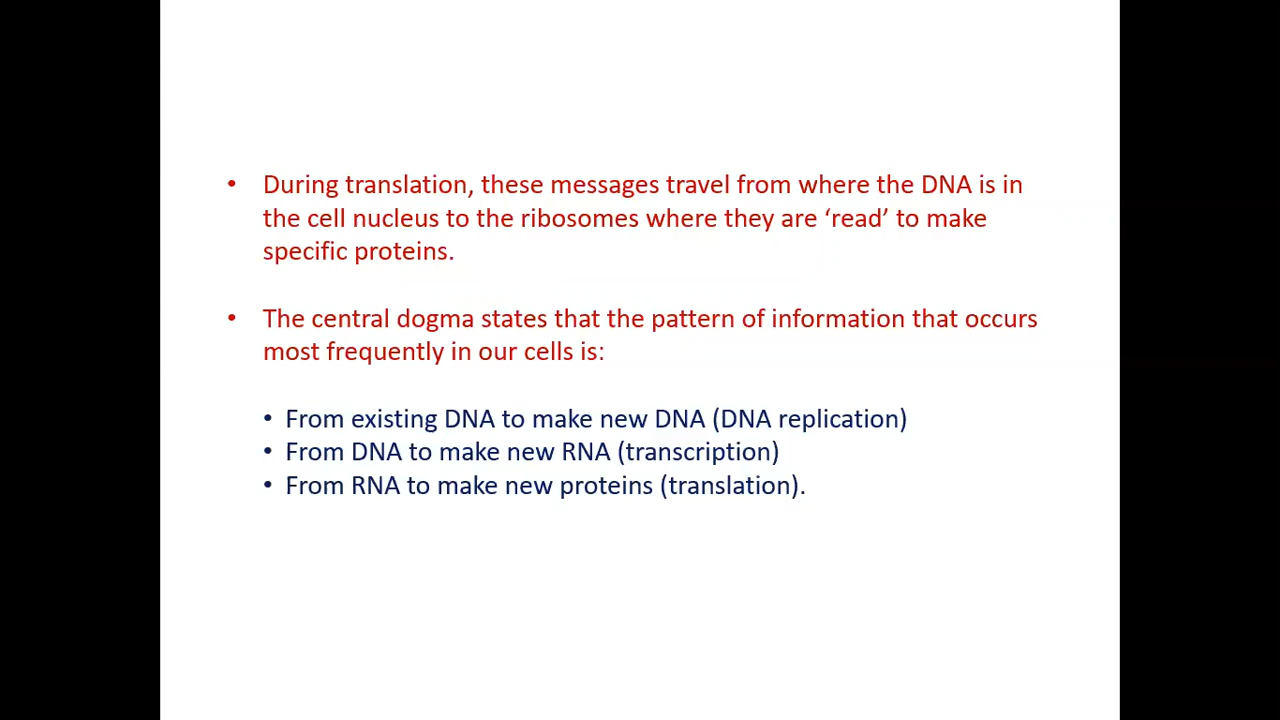 • During translation, these messages travel from where the DNA is in
the cell nucleus to the ribosomes where they are ‘read’ to make
specific proteins.
• The central dogma states that the pattern of information that occurs
most frequently in our cells is:
• From existing DNA to make new DNA (DNA replication)
• From DNA to make new RNA (transcription)
• From RNA to make new proteins (translation).